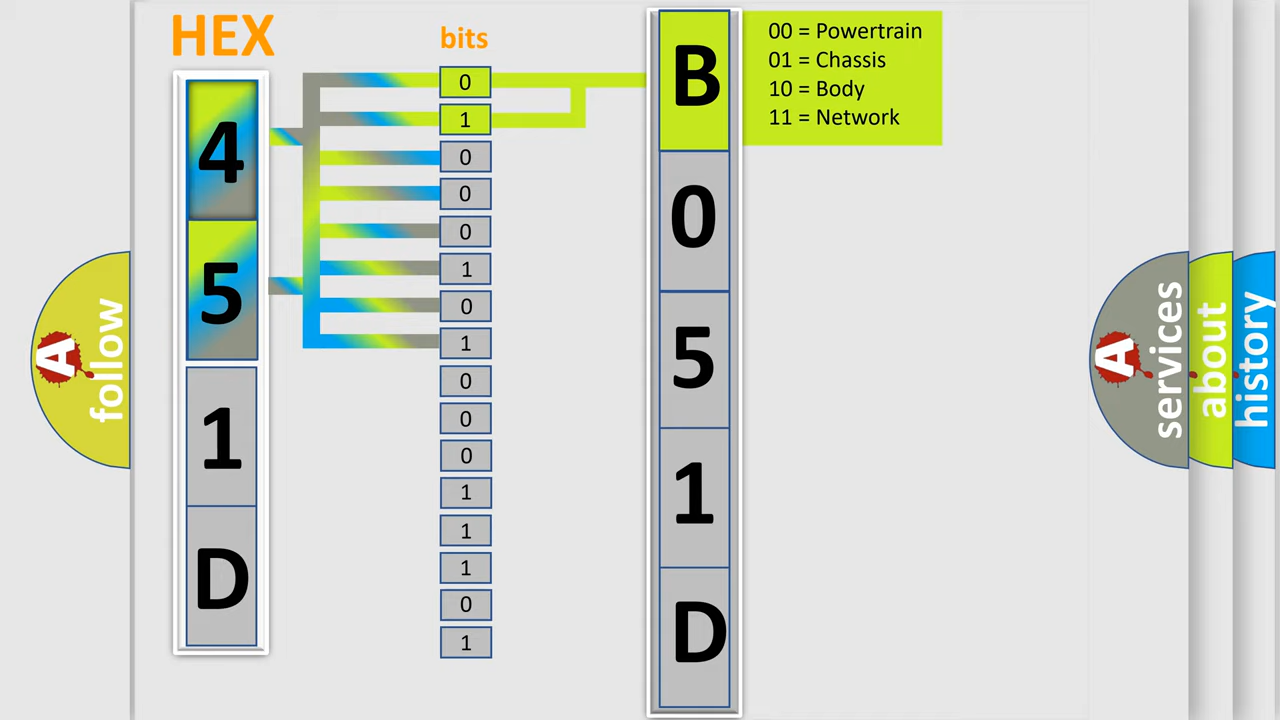 HEX
bits
4
5
1
D
0
1
0
0
0
1
0
1
0
0
0
1
1
1
0
1
B
0
5
1
D
00 = Powertrain
01 = Chassis
10 = Body
11 = Network
A
follow
A
services
about
history